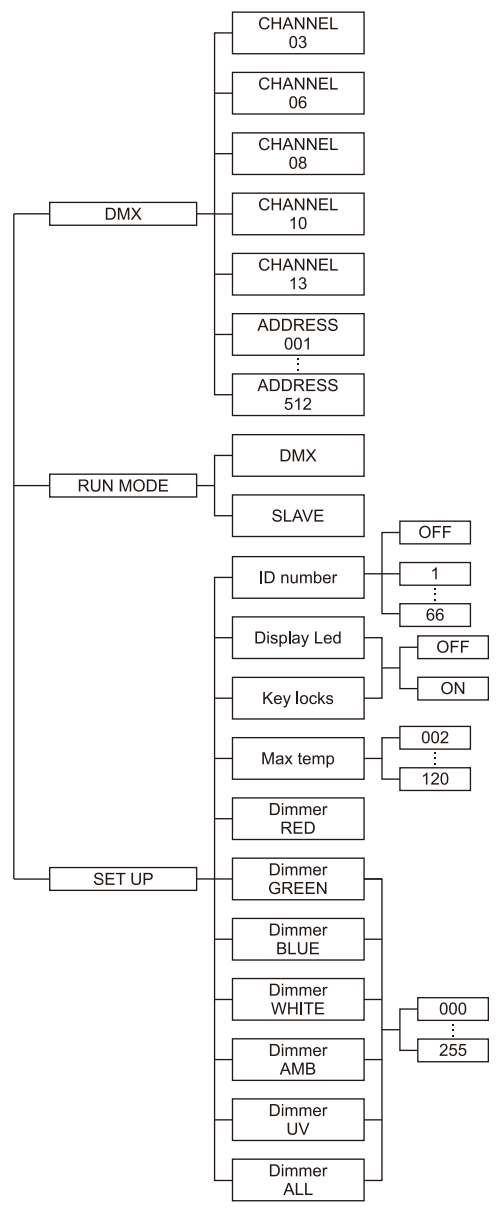 CHANNEL
03
CHANNEL
06
CHANNEL
08
DMX
CHANNEL
10
CHANNEL
13
ADDRESS
001
ADDRESS
512
RUN MODE
DMX
SLAVE
SET UP
ID number
OFF
1
66
Display Led
Key locks
OFF
ON
Max temp
002
120
Dimmer
RED
Dimmer
GREEN
Dimmer
BLUE
Dimmer
WHITE
Dimmer
AMB
Dimmer
UV
Dimmer
ALL
000
255